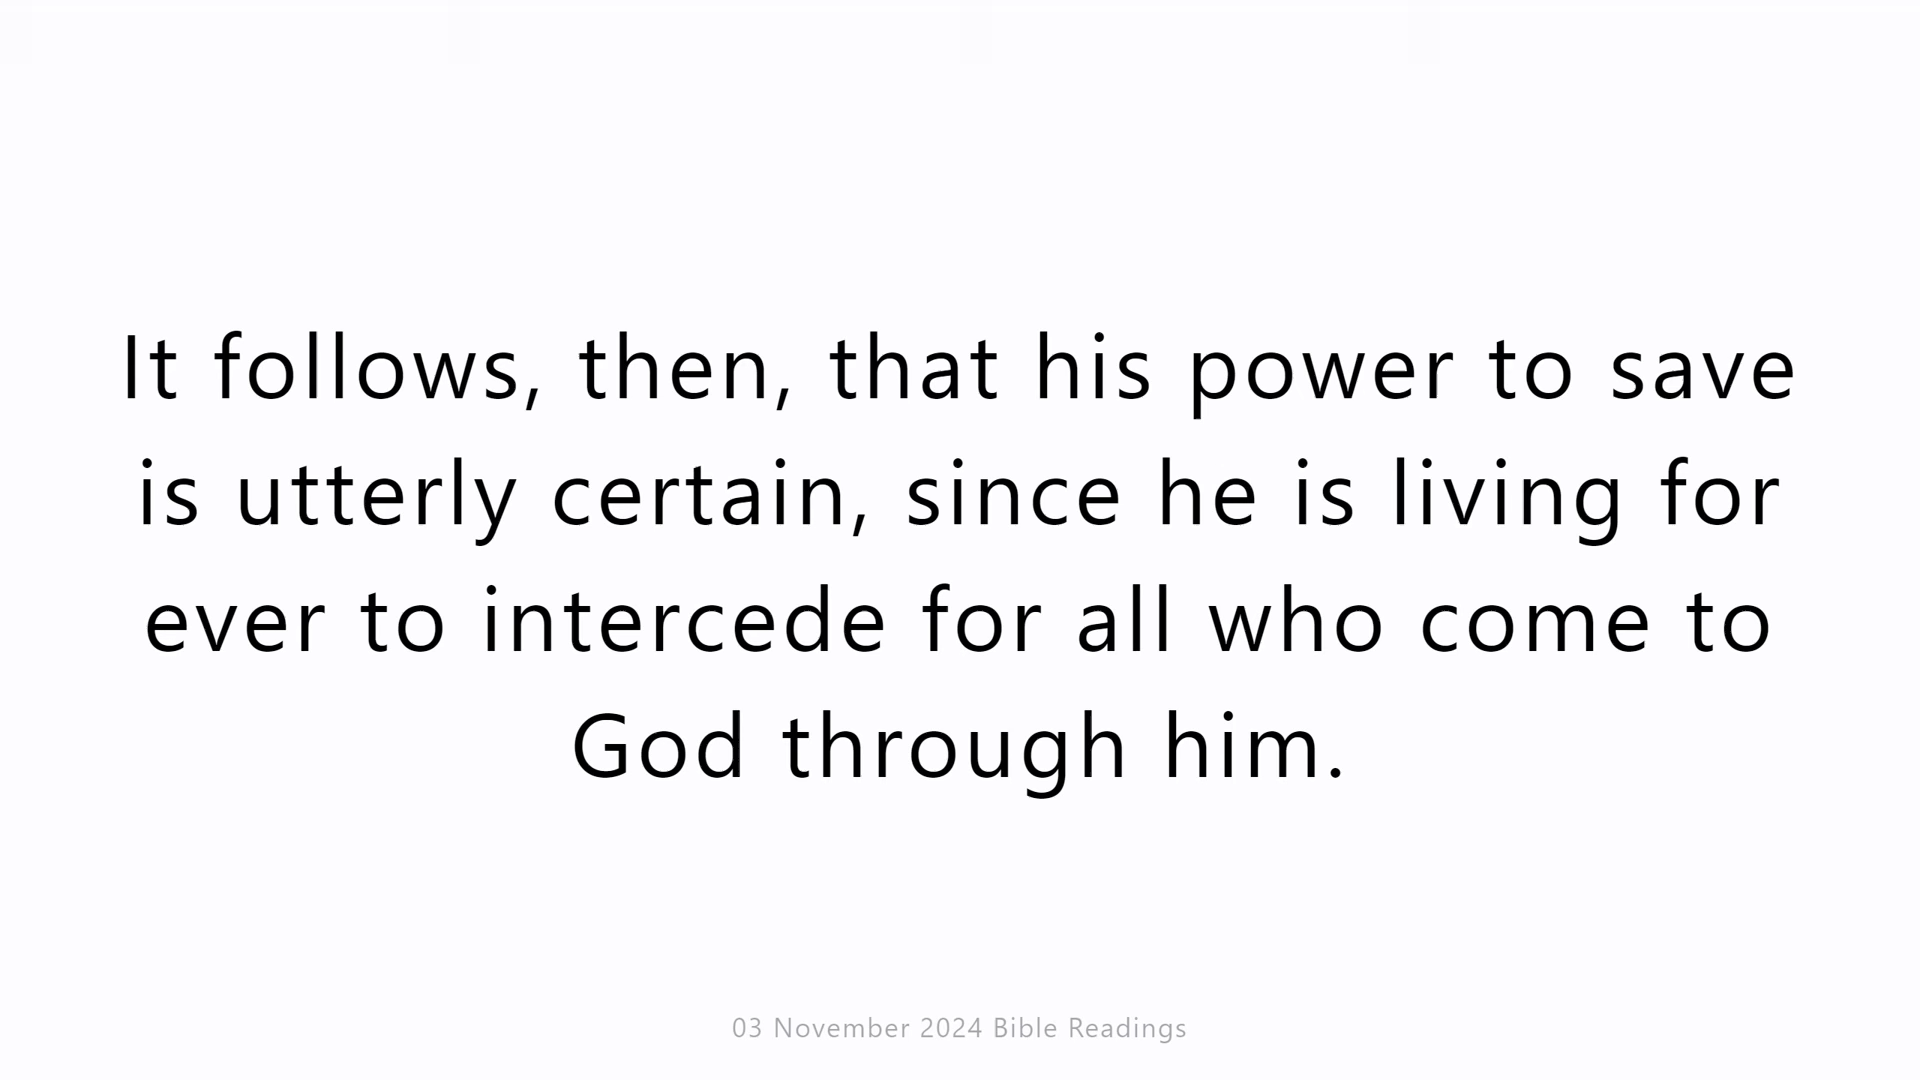 It follows, then, that his power to save
is utterly certain, since he is living for
ever to intercede for all who come to
God through him.
03 November 2024 Bible Readings